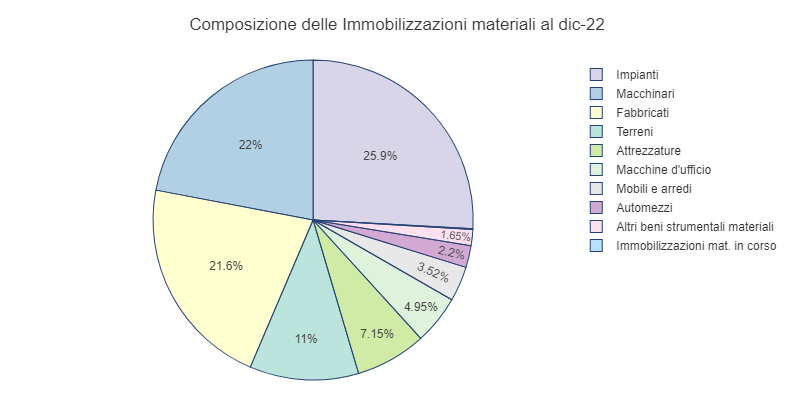 Composizione delle Immobilizzazioni materiali al dic-22
Impianti
Macchinari
Fabbricati
Terreni
Attrezzature
Macchine d'ufficio
Mobili e arredi
Automezzi
Altri beni strumentali materiali
Immobilizzazioni mat. in corso
25.9%
22%
21.6%
11%
7.15%
4.95%
3.52%
2.2%
1.65%